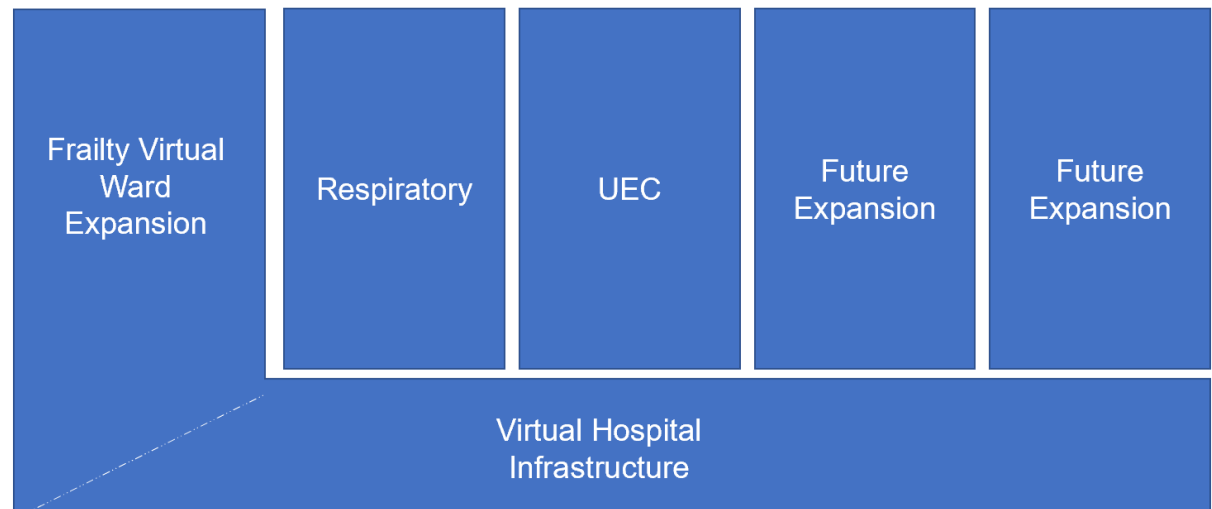 Frailty Virtual
Ward
Expansion
Respiratory
UEC
Future
Expansion
Future
Expansion
Virtual Hospital
Infrastructure